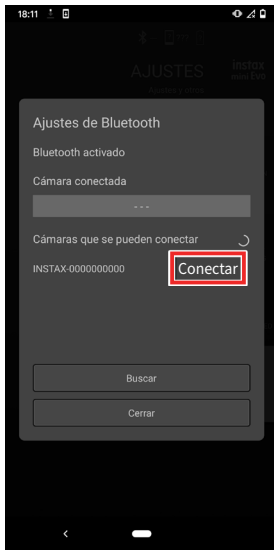 18:11
AJUSTES
instax
mini Evo
Ajustes de Bluetooth
Bluetooth activado
Cámara conectada
---
Cámaras que se pueden conectar
INSTAX-0000000000 Conectar
Buscar
Cerrar